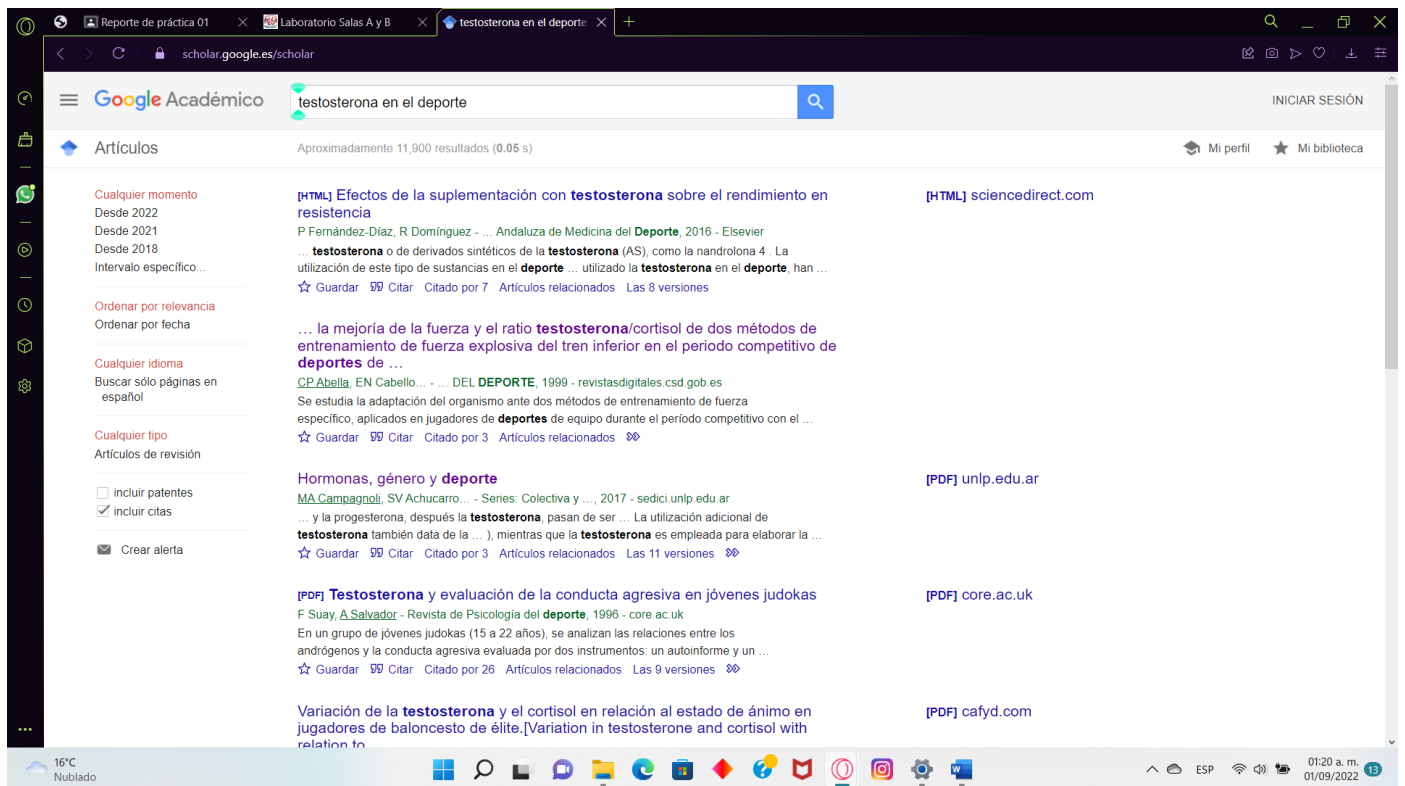 Reporte de práctica 01
Laboratorio Salas A y B
testosterona en el deporte
scholar.google.es/scholar
Google Académico
testosterona en el deporte
INICIAR SESIÓN
Artículos
Aproximadamente 11,900 resultados (0.05 s)
Mi perfil
Mi biblioteca
Cualquier momento
Desde 2022
Desde 2021
Desde 2018
Intervalo específico...
Ordenar por relevancia
Ordenar por fecha
Cualquier idioma
Buscar sólo páginas en
español
Cualquier tipo
Artículos de revisión
incluir patentes
incluir citas
Crear alerta
[HTML] Efectos de la suplementación con testosterona sobre el rendimiento en
resistencia
P Fernández-Díaz, R Domínguez - ... Andaluza de Medicina del Deporte, 2016 - Elsevier
... testosterona o de derivados sintéticos de la testosterona (AS), como la nandrolona 4 . La
utilización de este tipo de sustancias en el deporte ... utilizado la testosterona en el deporte, han ...
Guardar Citar Citado por 7 Artículos relacionados Las 8 versiones
[HTML] sciencedirect.com
... la mejoría de la fuerza y el ratio testosterona/cortisol de dos métodos de
entrenamiento de fuerza explosiva del tren inferior en el periodo competitivo de
deportes de ...
CP Abella, EN Cabello... - ... DEL DEPORTE, 1999 - revistasdigitales.csd.gob.es
Se estudia la adaptación del organismo ante dos métodos de entrenamiento de fuerza
específico, aplicados en jugadores de deportes de equipo durante el período competitivo con el ...
Guardar Citar Citado por 3 Artículos relacionados
Hormonas, género y deporte
MA Campagnoli, SV Achucarro... - Series: Colectiva y ..., 2017 - sedici.unlp.edu.ar
... y la progesterona, después la testosterona, pasan de ser ... La utilización adicional de
testosterona también data de la ... ), mientras que la testosterona es empleada para elaborar la ...
Guardar Citar Citado por 3 Artículos relacionados Las 11 versiones
[PDF] unlp.edu.ar
[PDF] Testosterona y evaluación de la conducta agresiva en jóvenes judokas
F Suay, A Salvador - Revista de Psicología del deporte, 1996 - core.ac.uk
En un grupo de jóvenes judokas (15 a 22 años), se analizan las relaciones entre los
andrógenos y la conducta agresiva evaluada por dos instrumentos: un autoinforme y un ...
Guardar Citar Citado por 26 Artículos relacionados Las 9 versiones
[PDF] core.ac.uk
Variación de la testosterona y el cortisol en relación al estado de ánimo en
jugadores de baloncesto de élite.[Variation in testosterone and cortisol with
relation to
[PDF] cafyd.com
16°C
Nublado
ESP
01:20 a. m.
01/09/2022
13